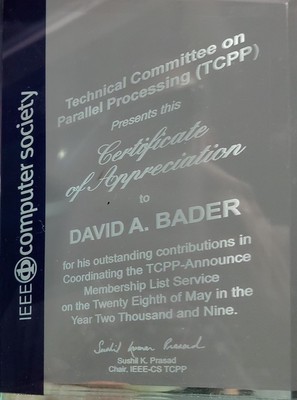 IEEE computer society
Technical Committee on
Parallel Processing (TCPP)
Presents this
Certificate
of Appreciation
to
DAVID A. BADER
for his outstanding contributions in
Coordinating the TCPP-Announce
Membership List Service
on the Twenty Eighth of May in the
Year Two Thousand and Nine.
Sushil Kumar Prasad
Sushil K. Prasad
Chair, IEEE-CS TCPP